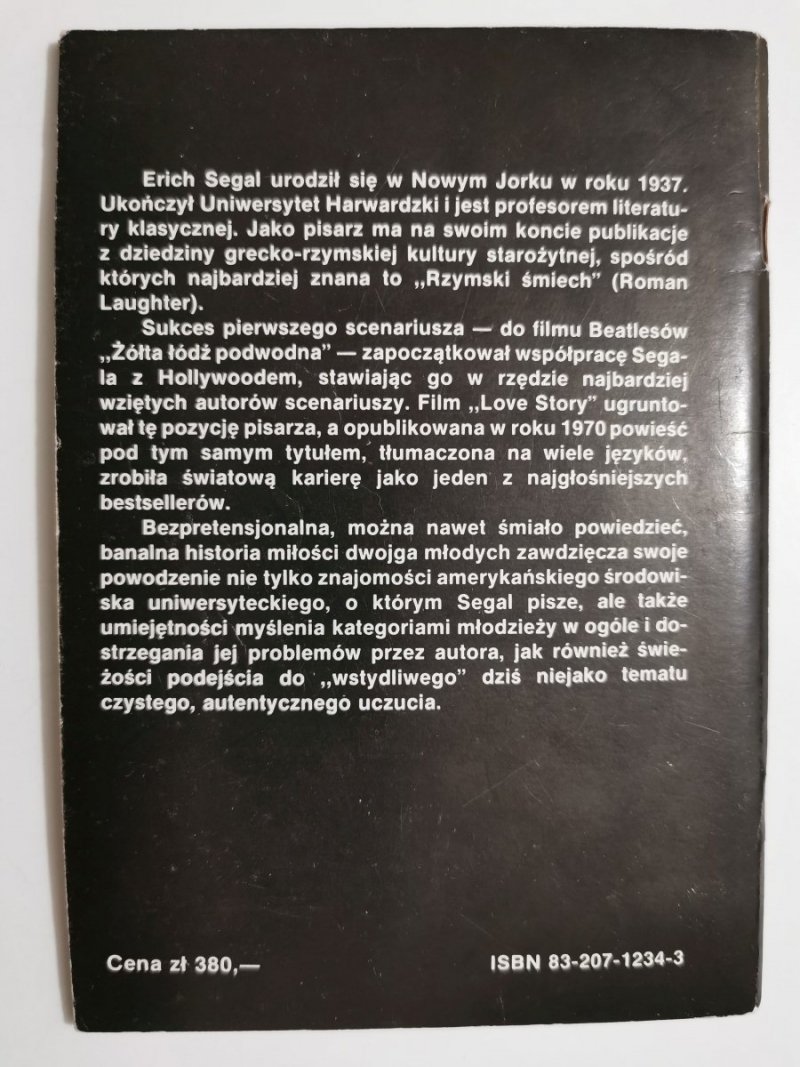 Erich Segal urodził się w Nowym Jorku w roku 1937.
Ukończył Uniwersytet Harwardzki i jest profesorem literatu-
ry klasycznej. Jako pisarz ma na swoim koncie publikacje
z dziedziny grecko-rzymskiej kultury starożytnej, spośród
których najbardziej znana to „Rzymski śmiech" (Roman
Laughter).
Sukces pierwszego scenariusza — do filmu Beatlesów
„Żółta łódź podwodna" — zapoczątkował współpracę Sega-
la z Hollywoodem, stawiając go w rzędzie najbardziej
wziętych autorów scenariuszy. Film „Love Story" ugrunto-
wał tę pozycję pisarza, a opublikowana w roku 1970 powieść
pod tym samym tytułem, tłumaczona na wiele języków,
zrobiła światową karierę jako jeden z najgłośniejszych
bestsellerów.
Bezpretensjonalna, można nawet śmiało powiedzieć,
banalna historia miłości dwojga młodych zawdzięcza swoje
powodzenie nie tylko znajomości amerykańskiego środowi-
ska uniwersyteckiego, o którym Segal pisze, ale także
umiejętności myślenia kategoriami młodzieży w ogóle i do-
strzegania jej problemów przez autora, jak również świe-
żości podejścia do „wstydliwego" dziś niejako tematu
czystego, autentycznego uczucia.
Cena zł 380,—
ISBN 83-207-1234-3